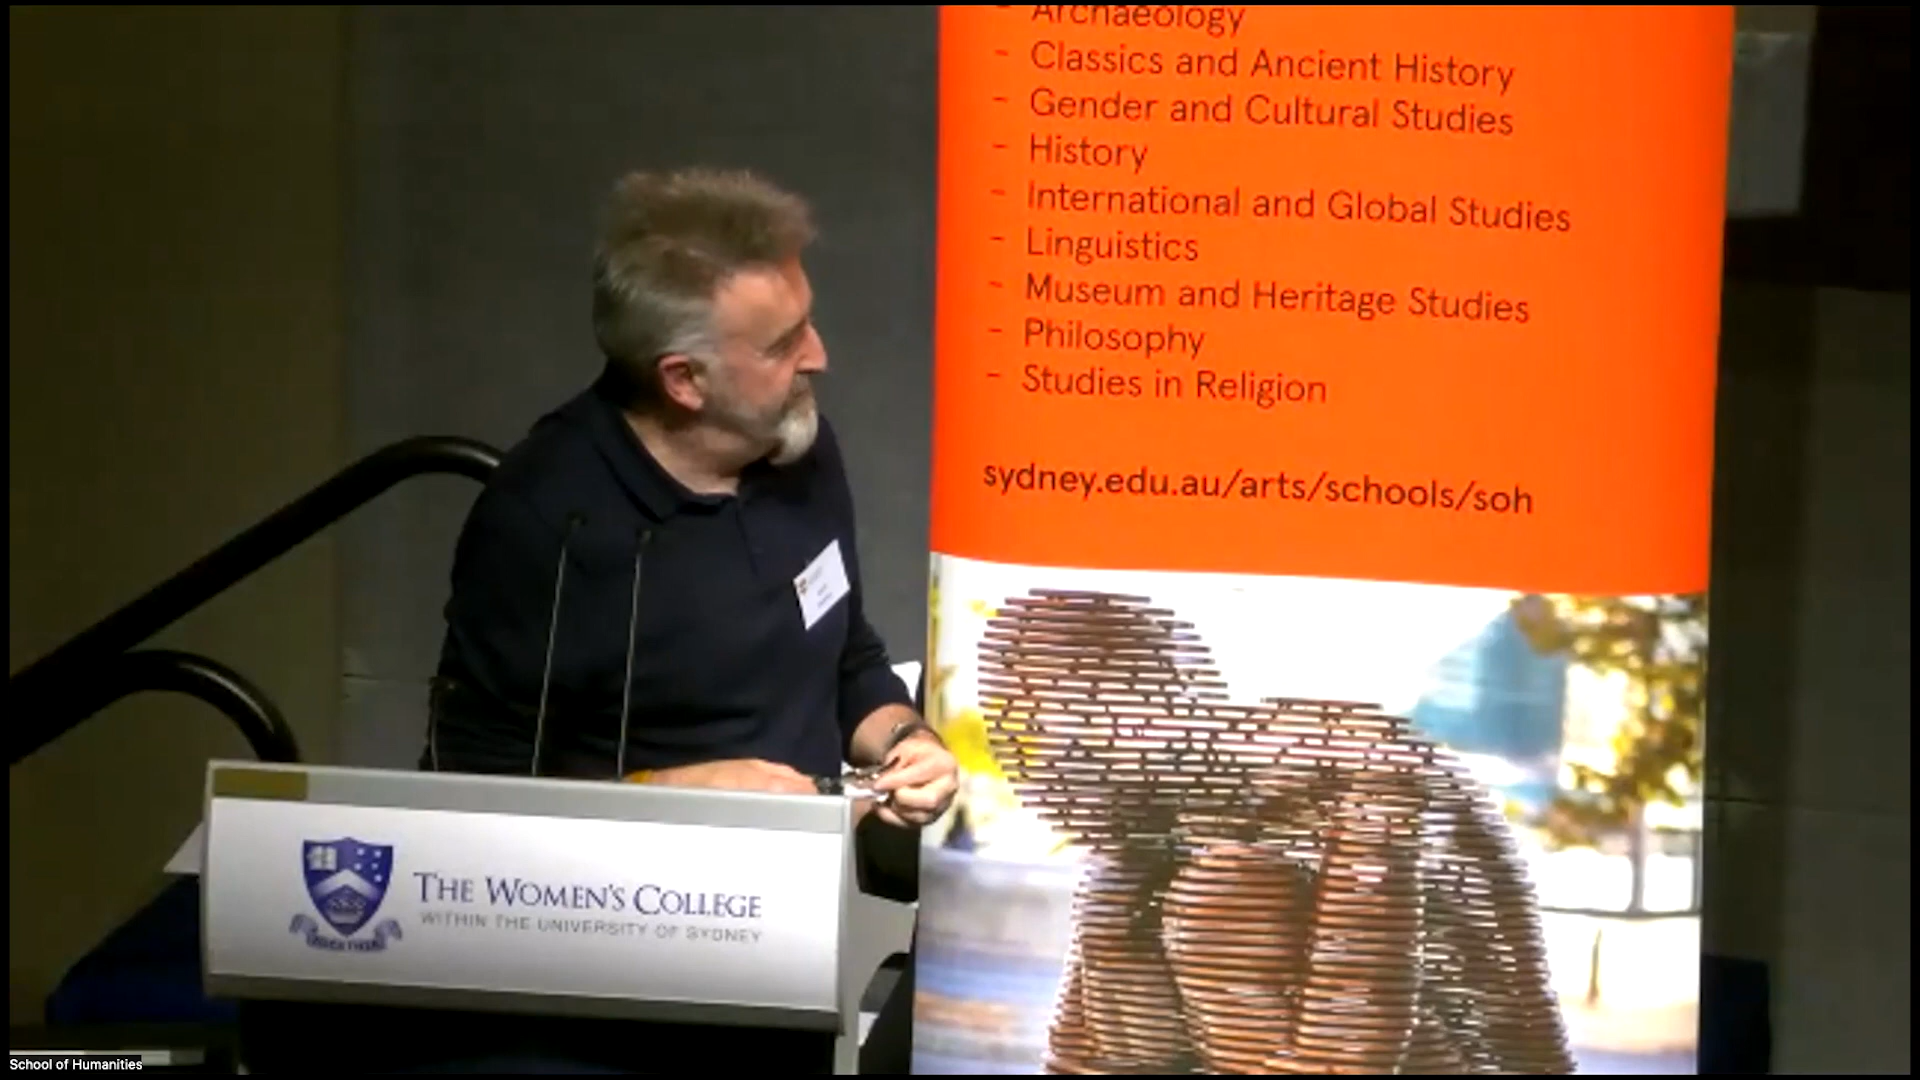 - Archaeology
- Classics and Ancient History
- Gender and Cultural Studies
- History
- International and Global Studies
- Linguistics
- Museum and Heritage Studies
- Philosophy
- Studies in Religion
sydney.edu.au/arts/schools/soh
THE WOMEN'S COLLEGE
WITHIN THE UNIVERSITY OF SYDNEY
School of Humanities